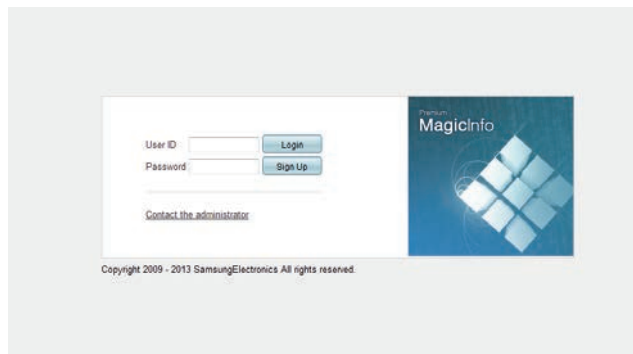 Premium
MagicInfo
User ID
Login
Password
Sign Up
Contact the administrator
Copyright 2009 - 2013 SamsungElectronics All rights reserved.